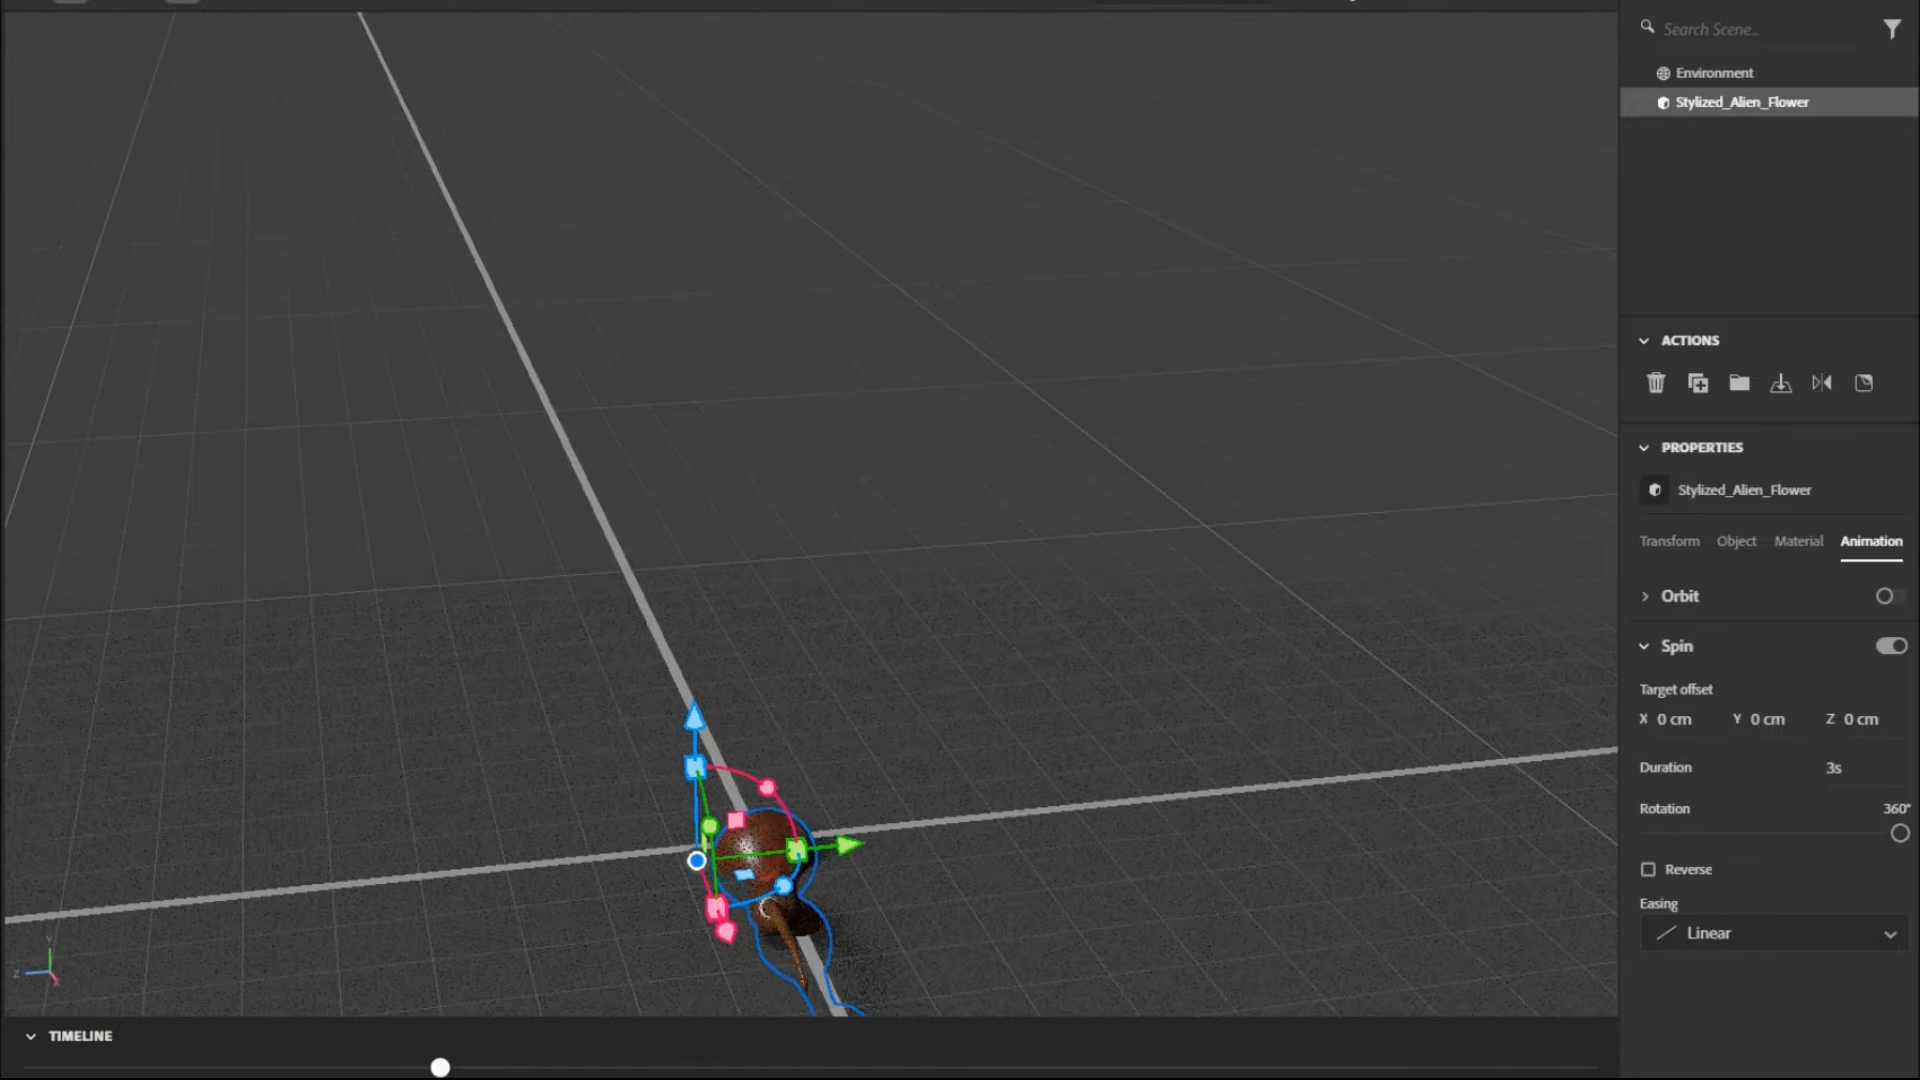 Search Scene...
Environment
Stylized_Alien_Flower
ACTIONS
PROPERTIES
Stylized_Alien_Flower
Transform Object Material Animation
Orbit
Spin
Target offset
X 0 cm Y 0 cm Z 0 cm
Duration 3s
Rotation 360°
Reverse
Easing
Linear
Y
Z
X
TIMELINE